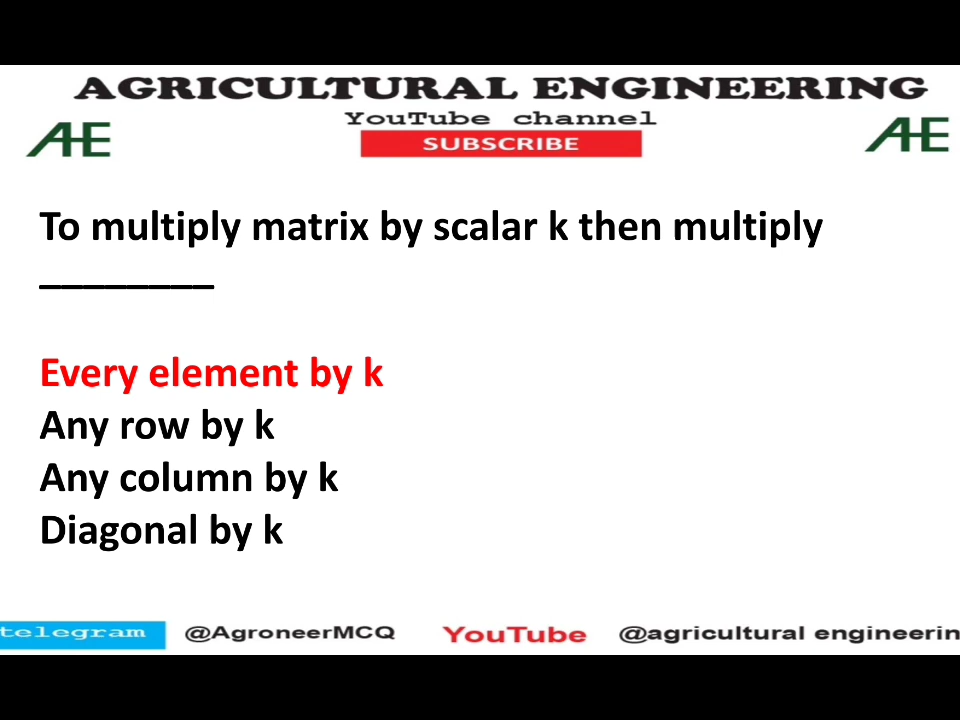 AGRICULTURAL ENGINEERING
YouTube channel
AE AE
SUBSCRIBE
To multiply matrix by scalar k then multiply
________
Every element by k
Any row by k
Any column by k
Diagonal by k
telegram @AgroneerMCQ YouTube @agricultural engineerin